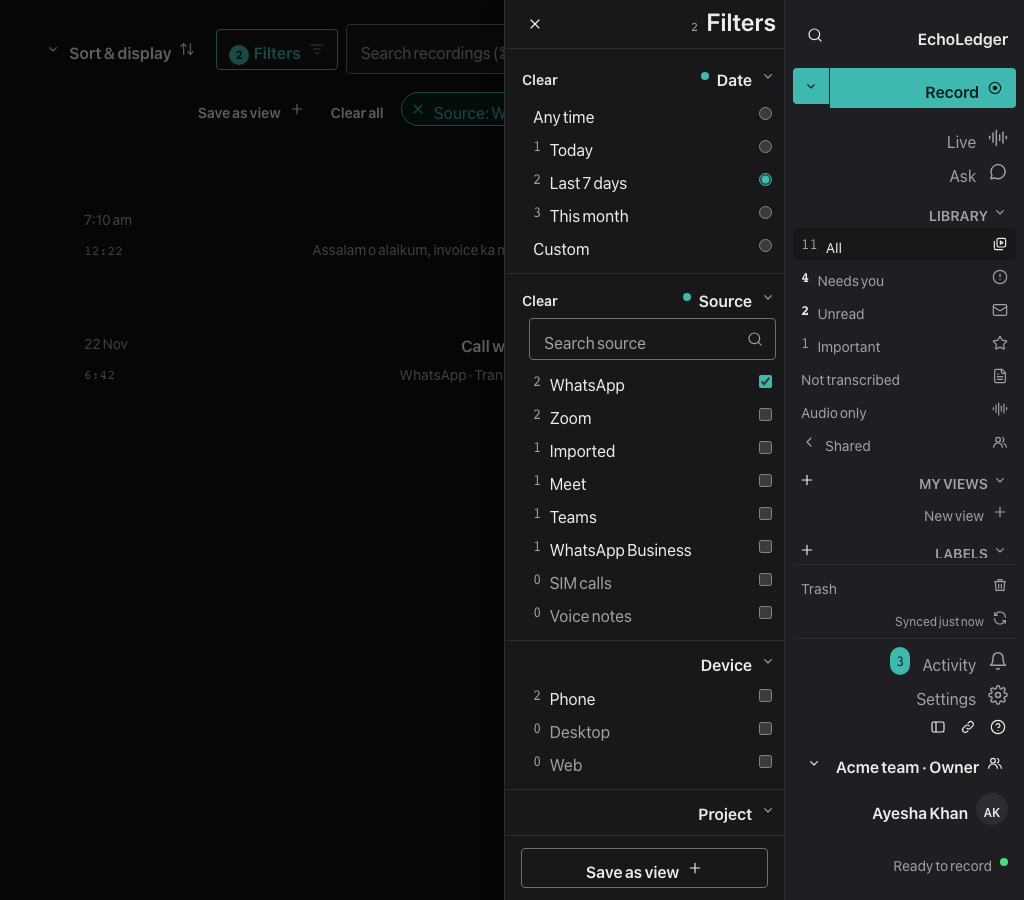 EchoLedger
Record
Live
Ask
LIBRARY
All 11
Needs you 4
Unread 2
Important 1
Not transcribed
Audio only
Shared
MY VIEWS
New view
LABELS
Trash
Synced just now
Activity 3
Settings
Acme team · Owner
Ayesha Khan AK
Ready to record
Filters 2
Date Clear
Any time
Today 1
Last 7 days 2
This month 3
Custom
Source Clear
Search source
WhatsApp 2
Zoom 2
Imported 1
Meet 1
Teams 1
WhatsApp Business 1
SIM calls 0
Voice notes 0
Device
Phone 2
Desktop 0
Web 0
Project
Save as view
Search recordings
Filters 2
Sort & display
Source:
Clear all
Save as view
7:10 am
Assalam o alaikum, invoice ka
12:22
Call
22 Nov
WhatsApp ·
6:42